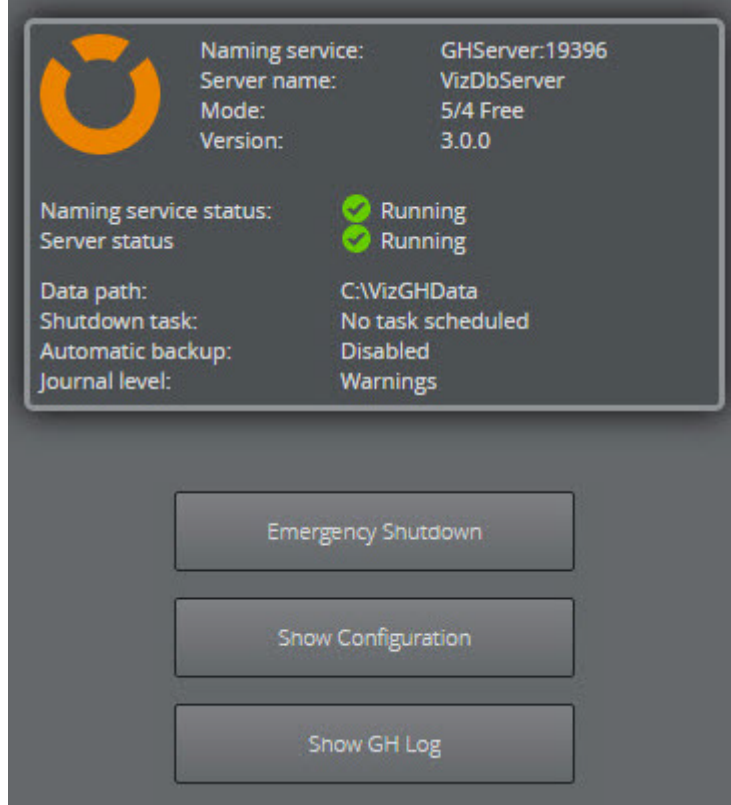 Naming service: GHServer:19396
Server name: VizDbServer
Mode: 5/4 Free
Version: 3.0.0
Naming service status: Running
Server status Running
Data path: C:\VizGHData
Shutdown task: No task scheduled
Automatic backup: Disabled
Journal level: Warnings
Emergency Shutdown
Show Configuration
Show GH Log